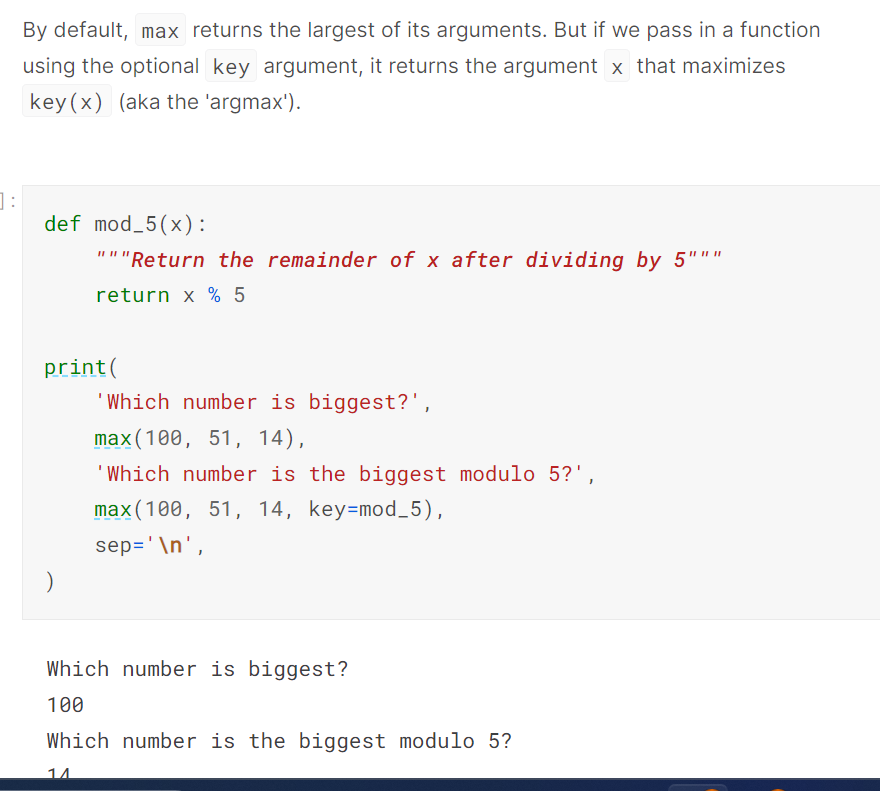 By default, max returns the largest of its arguments. But if we pass in a function
using the optional key argument, it returns the argument x that maximizes
key(x) (aka the 'argmax').
]:
def mod_5(x):
    """Return the remainder of x after dividing by 5"""
    return x % 5

print(
    'Which number is biggest?',
    max(100, 51, 14),
    'Which number is the biggest modulo 5?',
    max(100, 51, 14, key=mod_5),
    sep='\n',
)

Which number is biggest?
100
Which number is the biggest modulo 5?
14